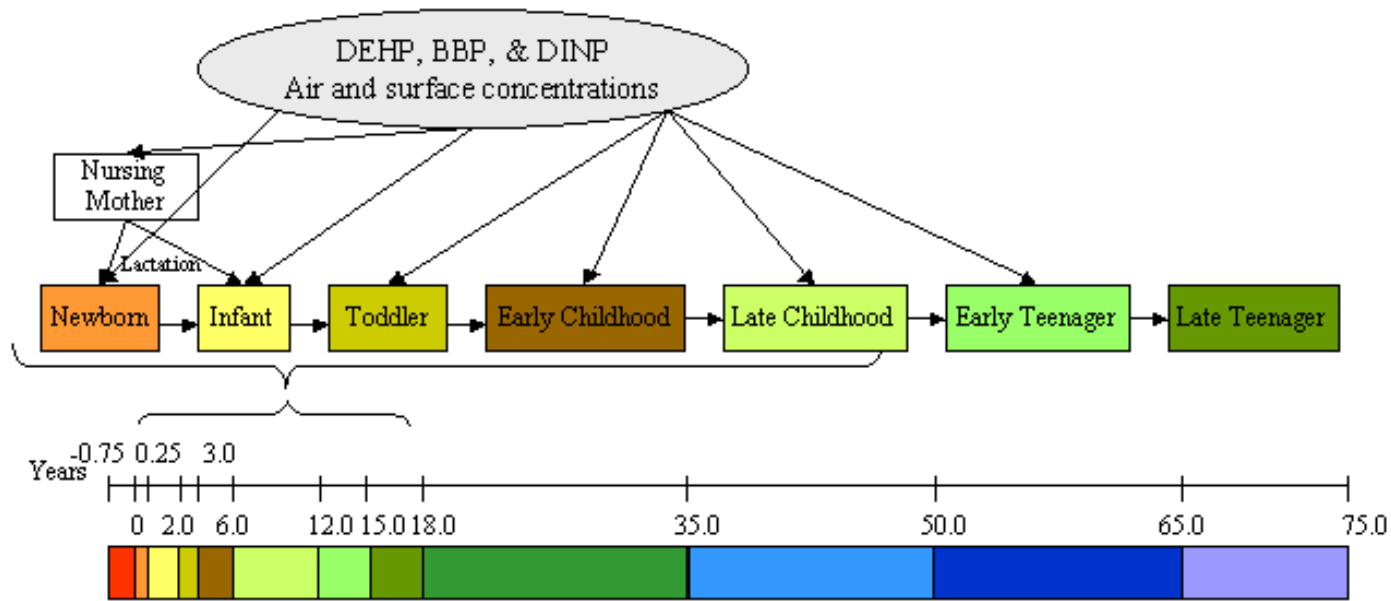 DEHP, BBP, & DINP
Air and surface concentrations
Nursing
Mother
Lactation
Newborn
Infant
Toddler
Early Childhood
Late Childhood
Early Teenager
Late Teenager
-0.75 0.25 3.0
Years
0 2.0 6.0 12.0 15.0 18.0 35.0 50.0 65.0 75.0